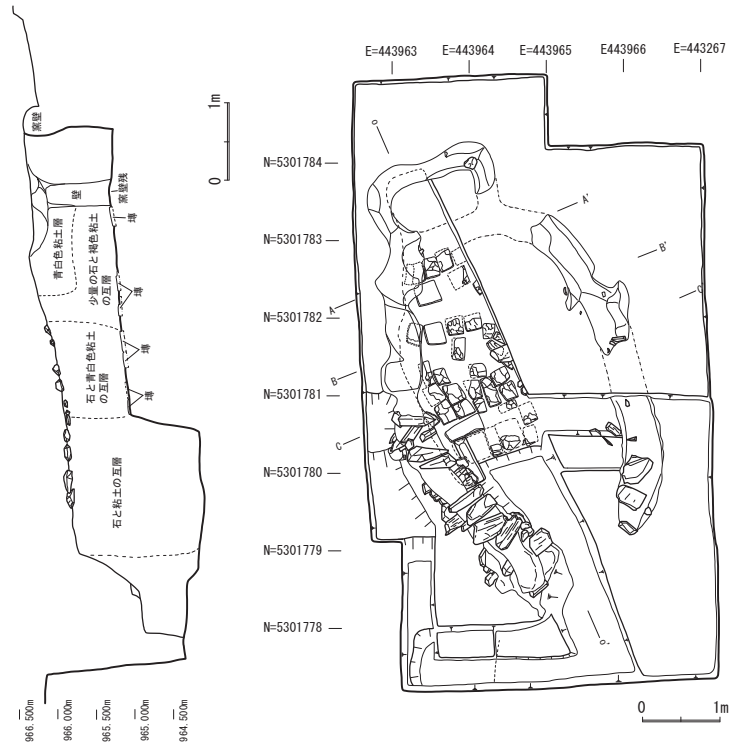 窯壁
壁
窯壁残
塼
青白色粘土層
少量の石と褐色粘土
の互層
塼
石と青白色粘土
の互層
塼
塼
石と粘土の互層
966.500m
966.000m
965.500m
965.000m
964.500m
0
1m
E=443963
E=443964
E=443965
E443966
E=443267
N=5301784
N=5301783
N=5301782
N=5301781
N=5301780
N=5301779
N=5301778
O
A'
B'
C'
A
B
C
O'
0
1m